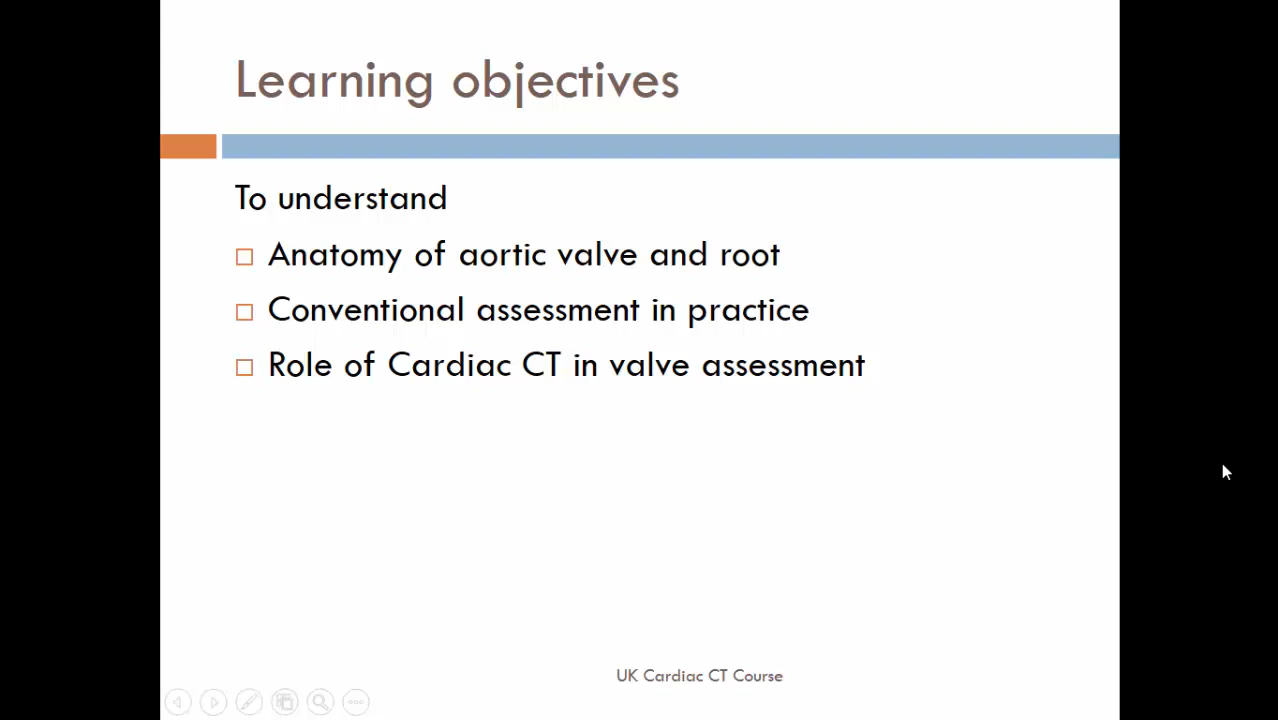 Learning objectives
To understand
Anatomy of aortic valve and root
Conventional assessment in practice
Role of Cardiac CT in valve assessment
UK Cardiac CT Course